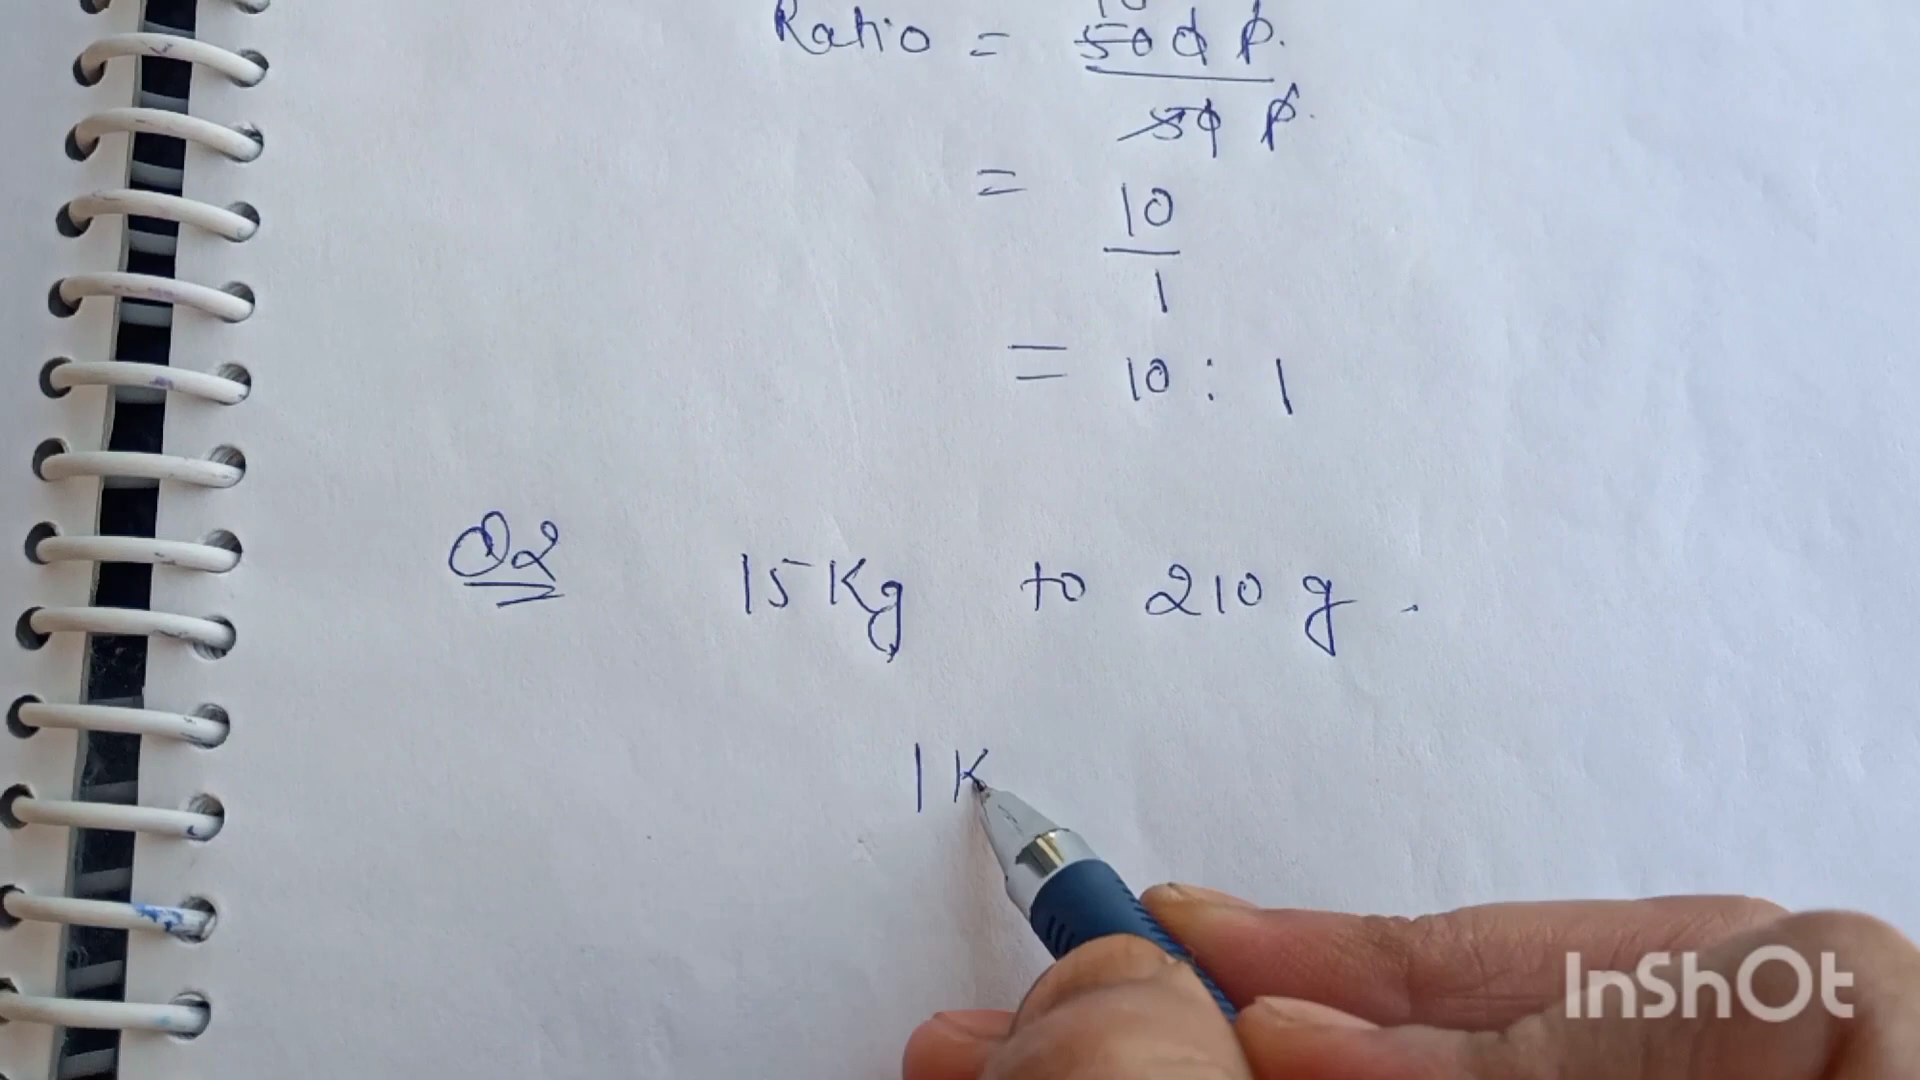 Ratio = 500 p.
50 p.
= 10
1
= 10 : 1
Q2 15 Kg to 210 g.
1 K
InShOt